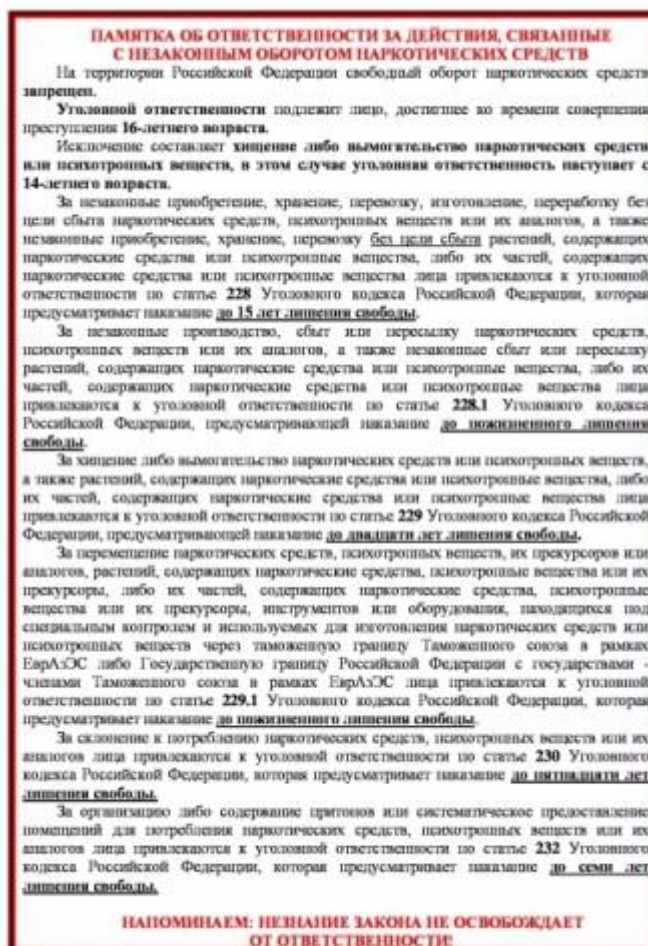 ПАМЯТКА ОБ ОТВЕТСТВЕННОСТИ ЗА ДЕЙСТВИЯ, СВЯЗАННЫЕ
С НЕЗАКОННЫМ ОБОРОТОМ НАРКОТИЧЕСКИХ СРЕДСТВ
На территории Российской Федерации свободный оборот наркотических средств
запрещен.
Уголовной ответственности подлежит лицо, достигшее ко времени совершения
преступления 16-летнего возраста.
Исключение составляет хищение либо вымогательство наркотических средств
или психотропных веществ, в этом случае уголовная ответственность наступает с
14-летнего возраста.
За незаконные приобретение, хранение, перевозку, изготовление, переработку без
цели сбыта наркотических средств, психотропных веществ или их аналогов, а также
незаконные приобретение, хранение, перевозку без цели сбыта растений, содержащих
наркотические средства или психотропные вещества, либо их частей, содержащих
наркотические средства или психотропные вещества лица привлекаются к уголовной
ответственности по статье 228 Уголовного кодекса Российской Федерации, которая
предусматривает наказание до 15 лет лишения свободы.
За незаконные производство, сбыт или пересылку наркотических средств,
психотропных веществ или их аналогов, а также незаконные сбыт или пересылку
растений, содержащих наркотические средства или психотропные вещества, либо их
частей, содержащих наркотические средства или психотропные вещества лица
привлекаются к уголовной ответственности по статье 228.1 Уголовного кодекса
Российской Федерации, предусматривающей наказание до пожизненного лишения
свободы.
За хищение либо вымогательство наркотических средств или психотропных веществ,
а также растений, содержащих наркотические средства или психотропные вещества, либо
их частей, содержащих наркотические средства или психотропные вещества лица
привлекаются к уголовной ответственности по статье 229 Уголовного кодекса Российской
Федерации, предусматривающей наказание до двадцати лет лишения свободы.
За перемещение наркотических средств, психотропных веществ, их прекурсоров или
аналогов, растений, содержащих наркотические средства, психотропные вещества или их
прекурсоры, либо их частей, содержащих наркотические средства, психотропные
вещества или их прекурсоры, инструментов или оборудования, находящихся под
специальным контролем и используемых для изготовления наркотических средств или
психотропных веществ через таможенную границу Таможенного союза в рамках
ЕврАзЭС либо Государственную границу Российской Федерации с государствами -
членами Таможенного союза в рамках ЕврАзЭС лица привлекаются к уголовной
ответственности по статье 229.1 Уголовного кодекса Российской Федерации, которая
предусматривает наказание до пожизненного лишения свободы.
За склонение к потреблению наркотических средств, психотропных веществ или их
аналогов лица привлекаются к уголовной ответственности по статье 230 Уголовного
кодекса Российской Федерации, которая предусматривает наказание до пятнадцати лет
лишения свободы.
За организацию либо содержание притонов или систематическое предоставление
помещений для потребления наркотических средств, психотропных веществ или их
аналогов лица привлекаются к уголовной ответственности по статье 232 Уголовного
кодекса Российской Федерации, которая предусматривает наказание до семи лет
лишения свободы.
НАПОМИНАЕМ: НЕЗНАНИЕ ЗАКОНА НЕ ОСВОБОЖДАЕТ
ОТ ОТВЕТСТВЕННОСТИ!